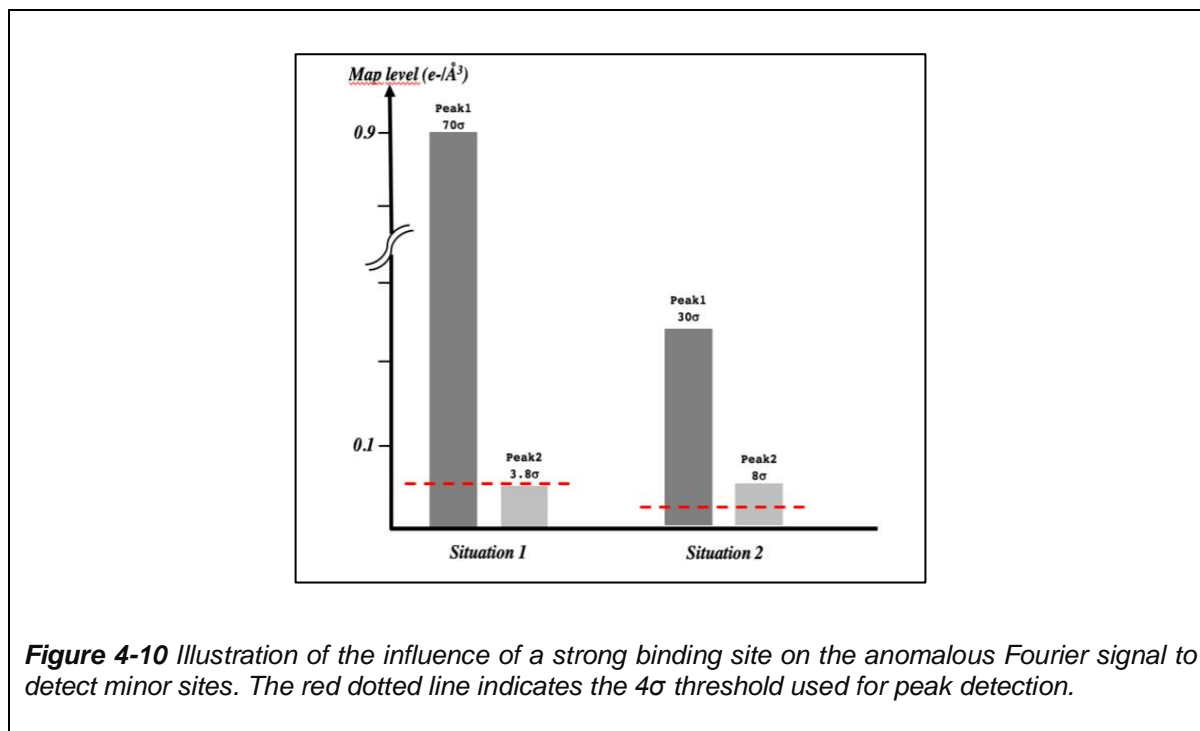 Map level (e-/Å³)
Peak1
70σ
0.9
Peak1
30σ
0.1
Peak2
3.8σ
Peak2
8σ
Situation 1
Situation 2
Figure 4-10 Illustration of the influence of a strong binding site on the anomalous Fourier signal to
detect minor sites. The red dotted line indicates the 4σ threshold used for peak detection.